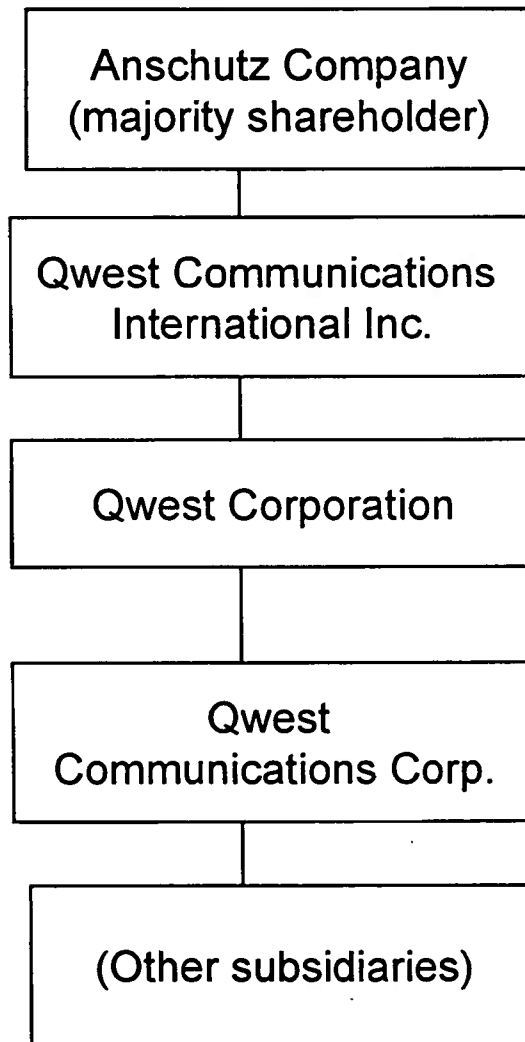 Anschutz Company
(majority shareholder)
Qwest Communications
International Inc.
Qwest Corporation
Qwest
Communications Corp.
(Other subsidiaries)